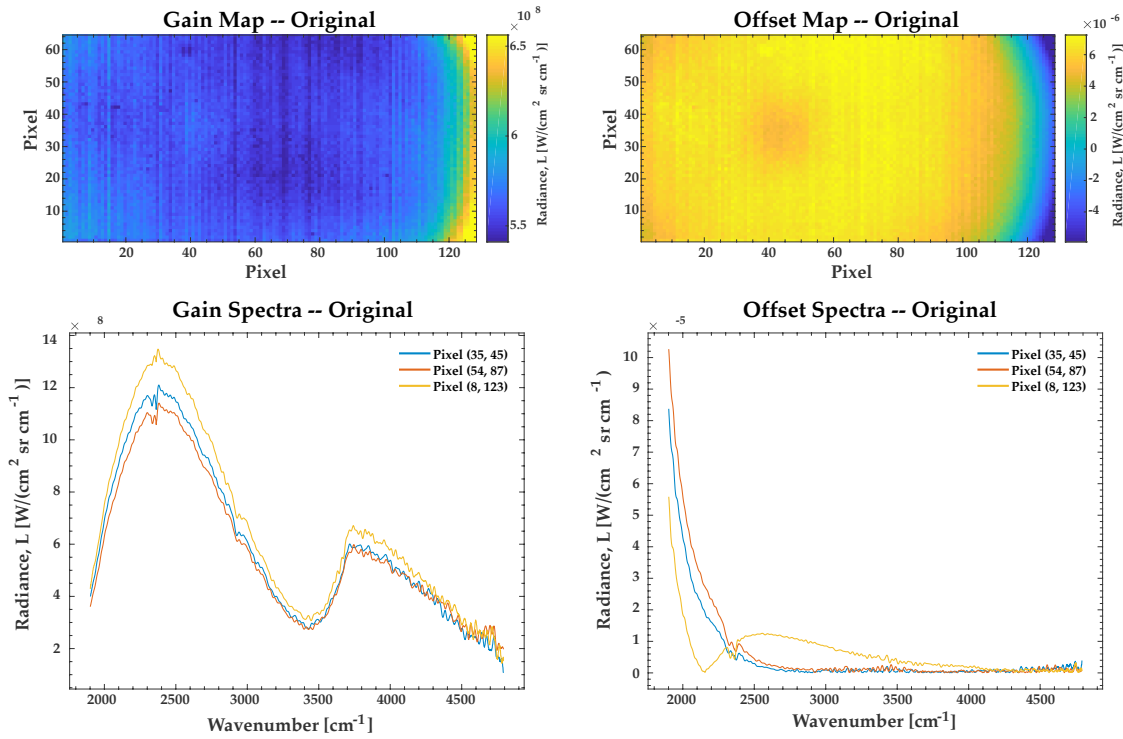 Gain Map -- Original
× 10 8
60
50
40
30
20
10
Pixel
20 40 60 80 100 120
Pixel
6.5
6
5.5
Radiance, L [W/(cm 2 sr cm -1 )]
Offset Map -- Original
×10 -6
60
50
40
30
20
10
Pixel
20 40 60 80 100 120
Pixel
6
4
2
0
-2
-4
Radiance, L [W/(cm 2 sr cm -1 )]
Gain Spectra -- Original
× 8
14
12
10
8
6
4
2
Radiance, L [W/(cm 2 sr cm -1 )]
Pixel (35, 45)
Pixel (54, 87)
Pixel (8, 123)
2000 2500 3000 3500 4000 4500
Wavenumber [cm-1]
Offset Spectra -- Original
× -5
10
9
8
7
6
5
4
3
2
1
0
Radiance, L [W/(cm 2 sr cm -1 )
Pixel (35, 45)
Pixel (54, 87)
Pixel (8, 123)
2000 2500 3000 3500 4000 4500
Wavenumber [cm-1]